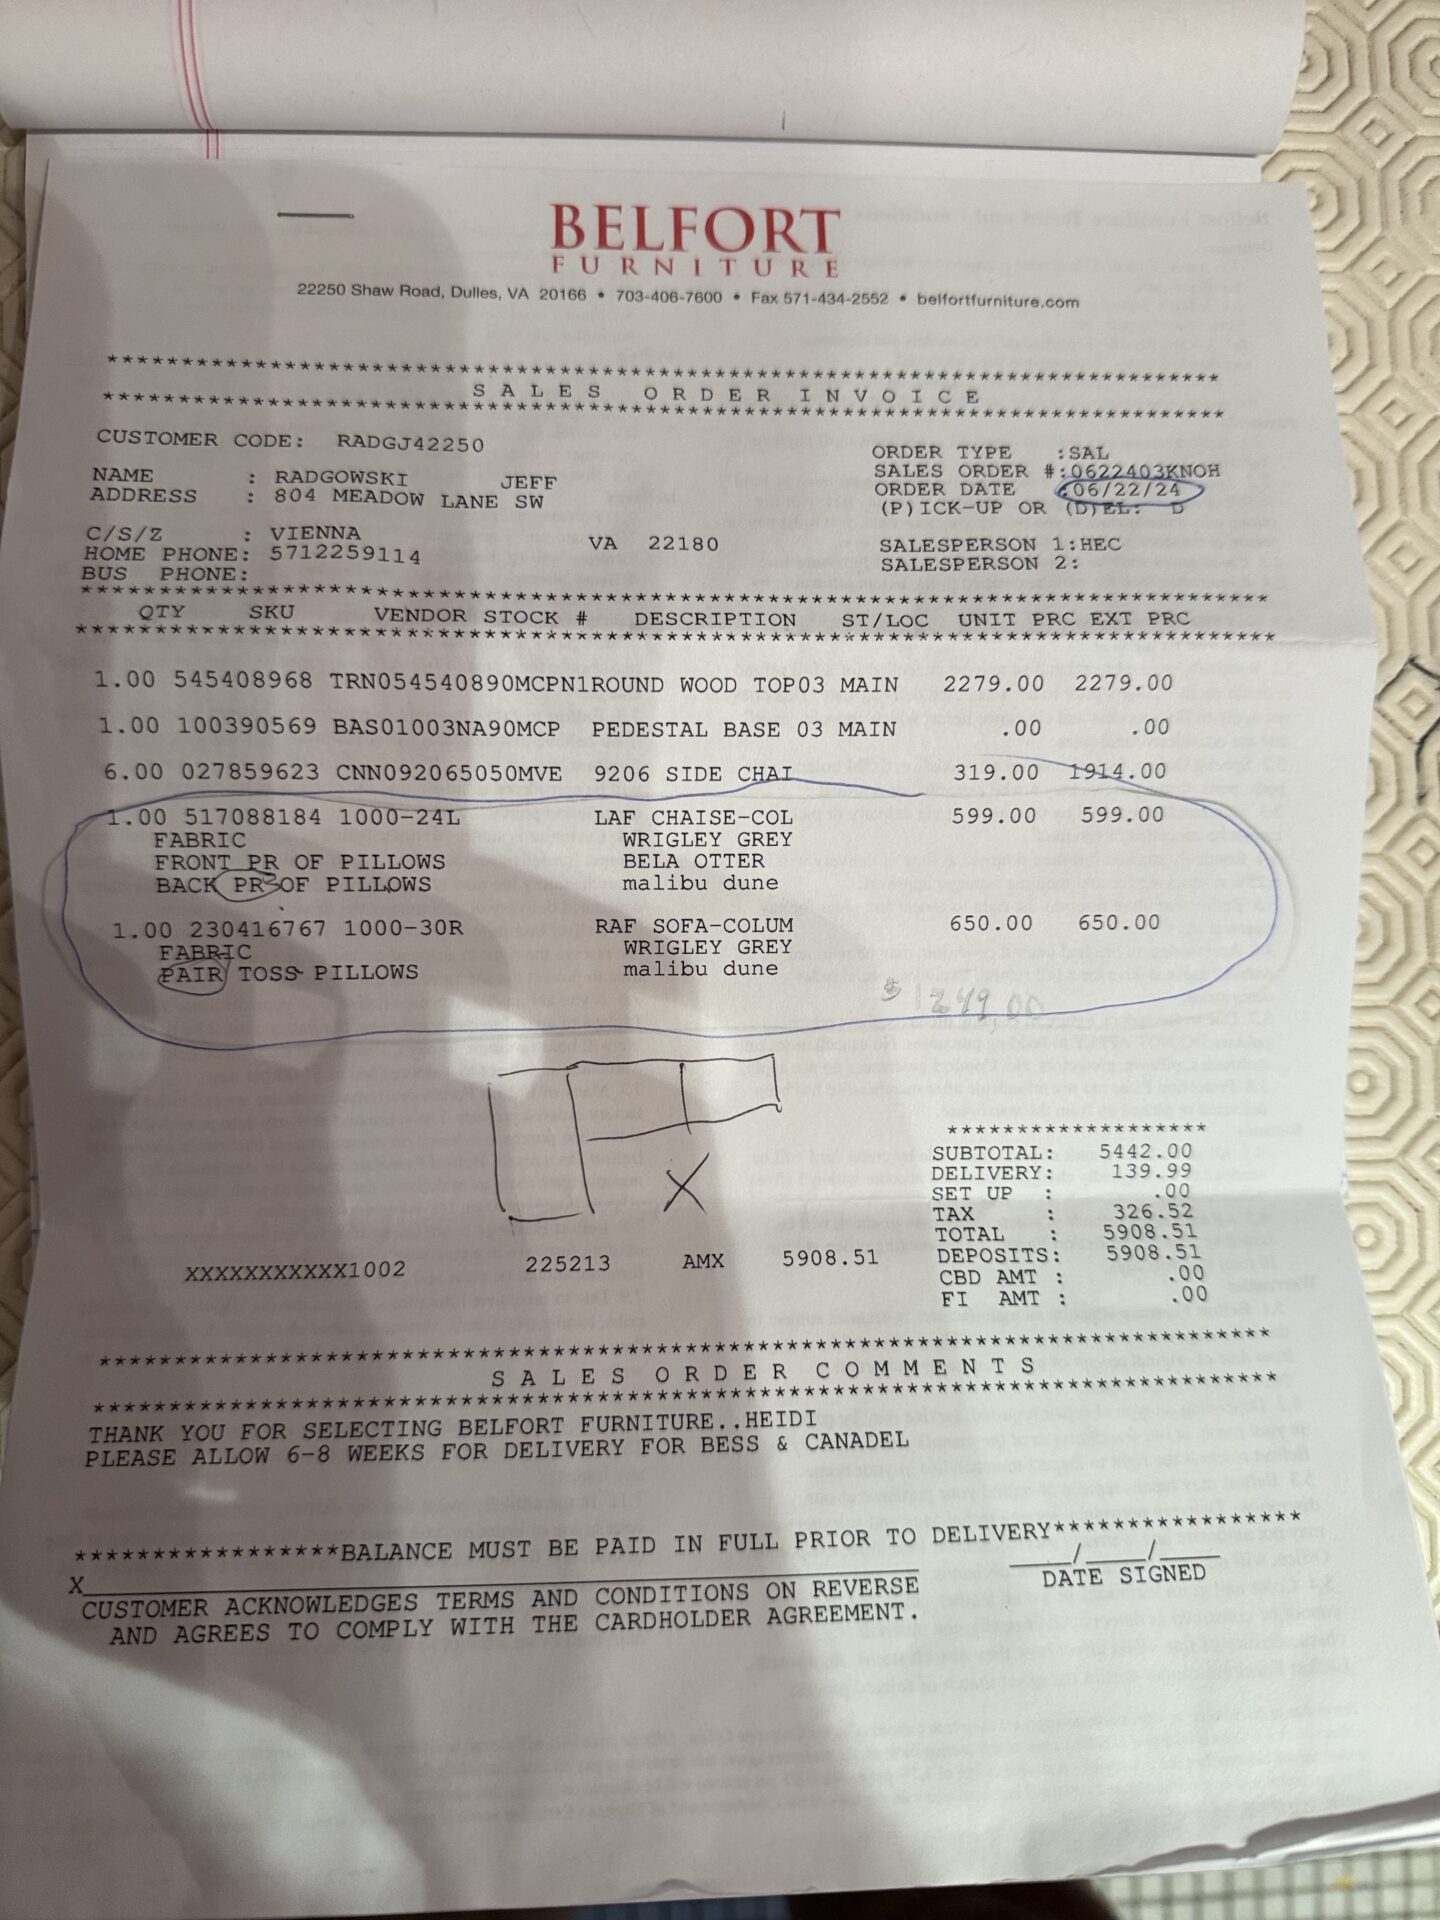 BELFORT
FURNITURE
22250 Shaw Road, Dulles, VA 20166 • 703-406-7600 • Fax 571-434-2552 • belfortfurniture.com
**************************************************************************
SALES ORDER INVOICE
**************************************************************************
CUSTOMER CODE: RADGJ42250
ORDER TYPE :SAL
NAME : RADGOWSKI JEFF SALES ORDER #:0622403KNOH
ADDRESS : 804 MEADOW LANE SW ORDER DATE :06/22/24
(P)ICK-UP OR (D)EL: D
C/S/Z : VIENNA VA 22180 SALESPERSON 1:HEC
HOME PHONE: 5712259114 SALESPERSON 2:
BUS PHONE:
**************************************************************************
QTY SKU VENDOR STOCK # DESCRIPTION ST/LOC UNIT PRC EXT PRC
**************************************************************************
1.00 545408968 TRN054540890MCPN1ROUND WOOD TOP03 MAIN 2279.00 2279.00
1.00 100390569 BAS01003NA90MCP PEDESTAL BASE 03 MAIN .00 .00
6.00 027859623 CNN092065050MVE 9206 SIDE CHAI 319.00 1914.00
1.00 517088184 1000-24L LAF CHAISE-COL 599.00 599.00
FABRIC WRIGLEY GREY
FRONT PR OF PILLOWS BELA OTTER
BACK PR OF PILLOWS malibu dune
1.00 230416767 1000-30R RAF SOFA-COLUM 650.00 650.00
FABRIC WRIGLEY GREY
PAIR TOSS PILLOWS malibu dune
$1249.00
X
********************
SUBTOTAL: 5442.00
DELIVERY: 139.99
SET UP : .00
TAX : 326.52
TOTAL : 5908.51
XXXXXXXXXXX1002 225213 AMX 5908.51 DEPOSITS: 5908.51
CBD AMT : .00
FI AMT : .00
**************************************************************************
SALES ORDER COMMENTS
**************************************************************************
THANK YOU FOR SELECTING BELFORT FURNITURE..HEIDI
PLEASE ALLOW 6-8 WEEKS FOR DELIVERY FOR BESS & CANADEL
*****************BALANCE MUST BE PAID IN FULL PRIOR TO DELIVERY*****************
X____________________ ____/____/____
CUSTOMER ACKNOWLEDGES TERMS AND CONDITIONS ON REVERSE DATE SIGNED
AND AGREES TO COMPLY WITH THE CARDHOLDER AGREEMENT.